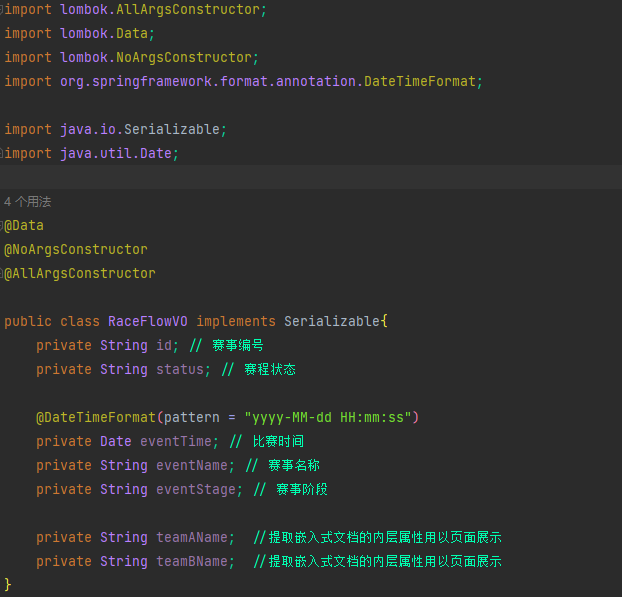 import lombok.AllArgsConstructor;
import lombok.Data;
import lombok.NoArgsConstructor;
import org.springframework.format.annotation.DateTimeFormat;
import java.io.Serializable;
import java.util.Date;
4 个用法
@Data
@NoArgsConstructor
@AllArgsConstructor
public class RaceFlowVO implements Serializable{
private String id; // 赛事编号
private String status; // 赛程状态
@DateTimeFormat(pattern = "yyyy-MM-dd HH:mm:ss")
private Date eventTime; // 比赛时间
private String eventName; // 赛事名称
private String eventStage; // 赛事阶段
private String teamAName;  //提取嵌入式文档的内层属性用以页面展示
private String teamBName;  //提取嵌入式文档的内层属性用以页面展示
}